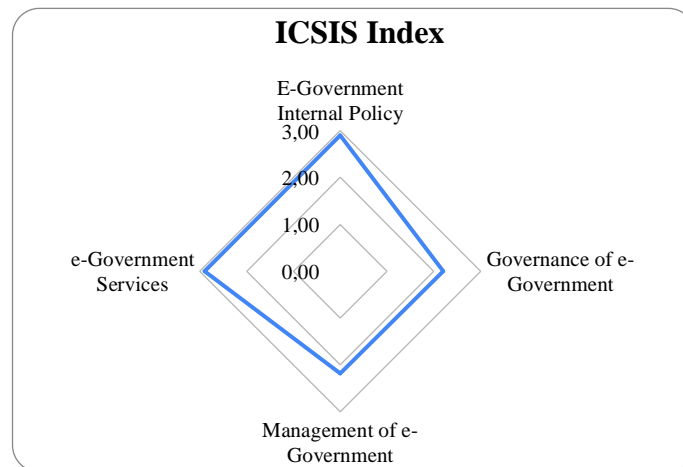 ICSIS Index
E-Government
Internal Policy
3,00
2,00
1,00
0,00
e-Government
Services
Governance of e-
Government
Management of e-
Government